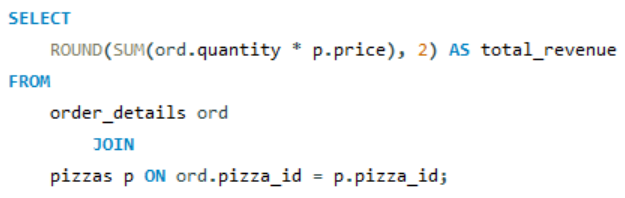 SELECT
ROUND(SUM(ord.quantity * p.price), 2) AS total_revenue
FROM
order_details ord
JOIN
pizzas p ON ord.pizza_id = p.pizza_id;